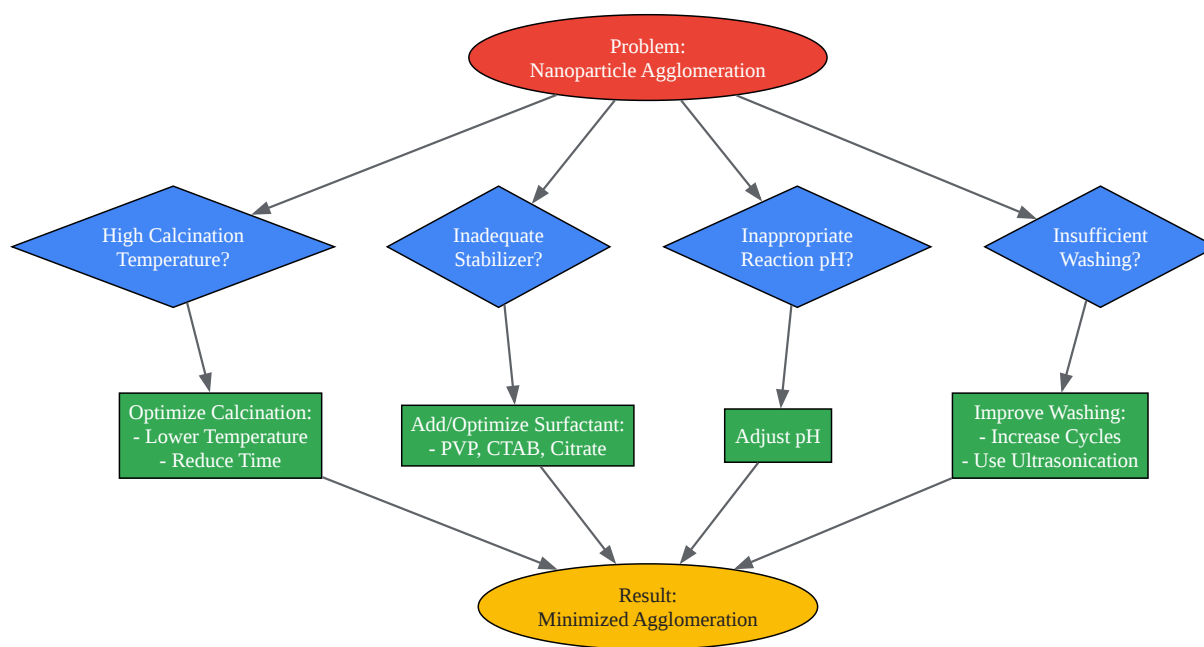 Problem:
Nanoparticle Agglomeration
High Calcination
Temperature?
Inadequate
Stabilizer?
Inappropriate
Reaction pH?
Insufficient
Washing?
Optimize Calcination:
- Lower Temperature
- Reduce Time
Add/Optimize Surfactant:
- PVP, CTAB, Citrate
Adjust pH
Improve Washing:
- Increase Cycles
- Use Ultrasonication
Result:
Minimized Agglomeration